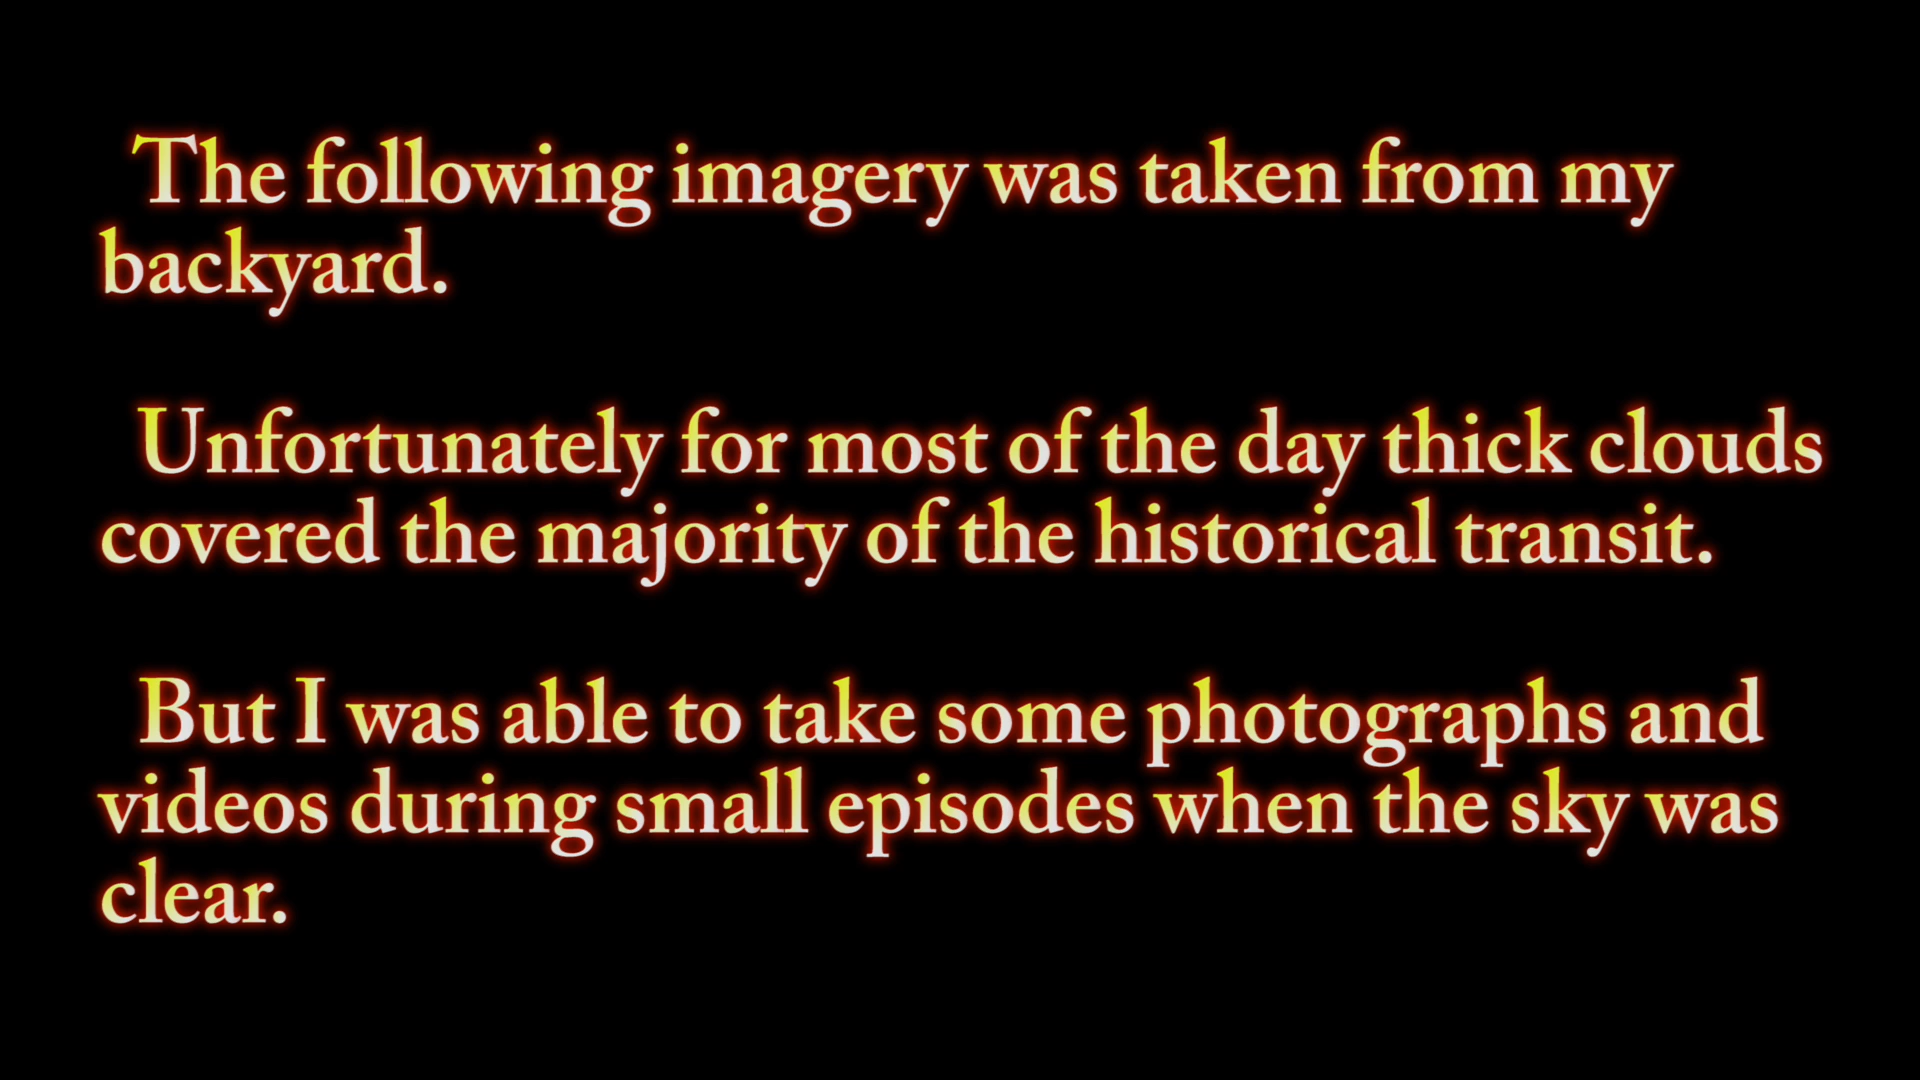 The following imagery was taken from my
backyard.
Unfortunately for most of the day thick clouds
covered the majority of the historical transit.
But I was able to take some photographs and
videos during small episodes when the sky was
clear.